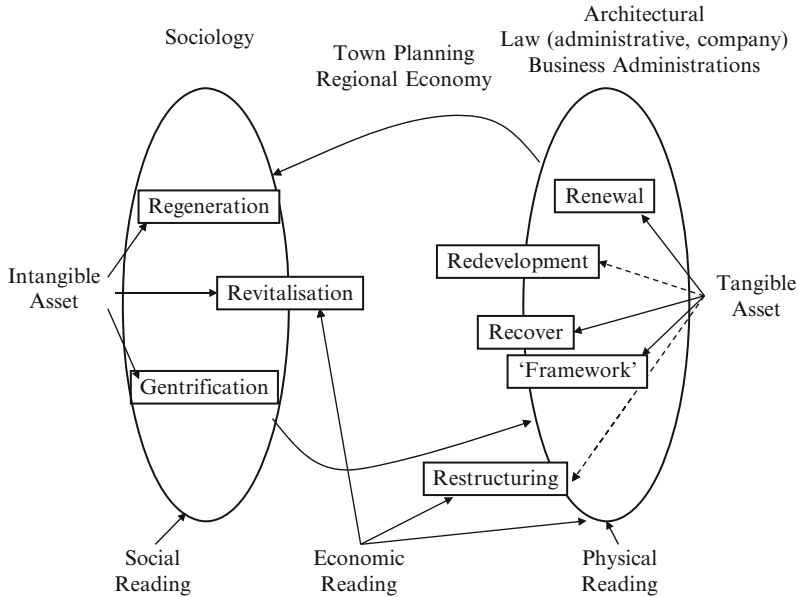 Sociology
Town Planning
Regional Economy
Architectural
Law (administrative, company)
Business Administrations
Regeneration
Renewal
Redevelopment
Intangible
Asset
Revitalisation
Tangible
Asset
Recover
‘Framework’
Gentrification
Restructuring
Social
Reading
Economic
Reading
Physical
Reading